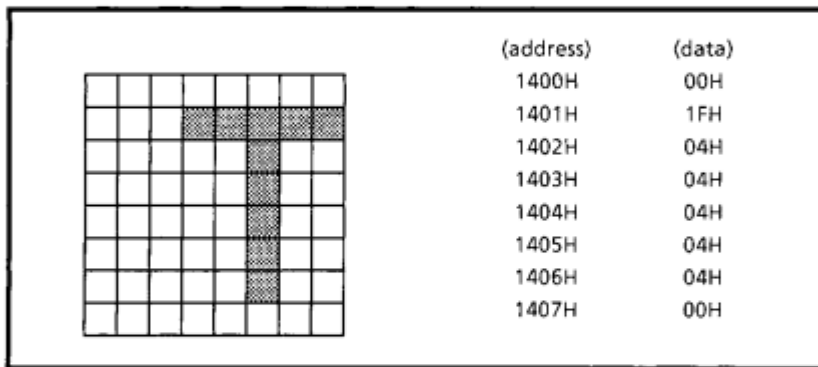 (address) (data)
1400H 00H
1401H 1FH
1402H 04H
1403H 04H
1404H 04H
1405H 04H
1406H 04H
1407H 00H